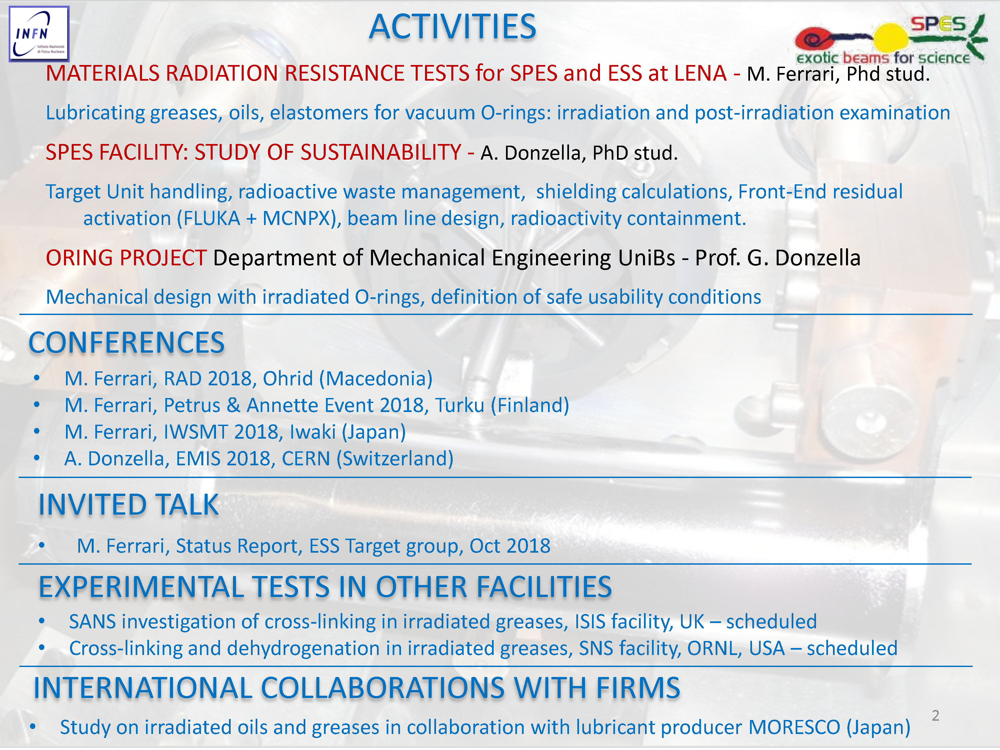 INFN
Istituto Nazionale
di Fisica Nucleare
ACTIVITIES
SPES
exotic beams for science
MATERIALS RADIATION RESISTANCE TESTS for SPES and ESS at LENA - M. Ferrari, Phd stud.
Lubricating greases, oils, elastomers for vacuum O-rings: irradiation and post-irradiation examination
SPES FACILITY: STUDY OF SUSTAINABILITY - A. Donzella, PhD stud.
Target Unit handling, radioactive waste management, shielding calculations, Front-End residual
activation (FLUKA + MCNPX), beam line design, radioactivity containment.
ORING PROJECT Department of Mechanical Engineering UniBs - Prof. G. Donzella
Mechanical design with irradiated O-rings, definition of safe usability conditions
CONFERENCES
• M. Ferrari, RAD 2018, Ohrid (Macedonia)
• M. Ferrari, Petrus & Annette Event 2018, Turku (Finland)
• M. Ferrari, IWSMT 2018, Iwaki (Japan)
• A. Donzella, EMIS 2018, CERN (Switzerland)
INVITED TALK
• M. Ferrari, Status Report, ESS Target group, Oct 2018
EXPERIMENTAL TESTS IN OTHER FACILITIES
• SANS investigation of cross-linking in irradiated greases, ISIS facility, UK – scheduled
• Cross-linking and dehydrogenation in irradiated greases, SNS facility, ORNL, USA – scheduled
INTERNATIONAL COLLABORATIONS WITH FIRMS
• Study on irradiated oils and greases in collaboration with lubricant producer MORESCO (Japan)
2